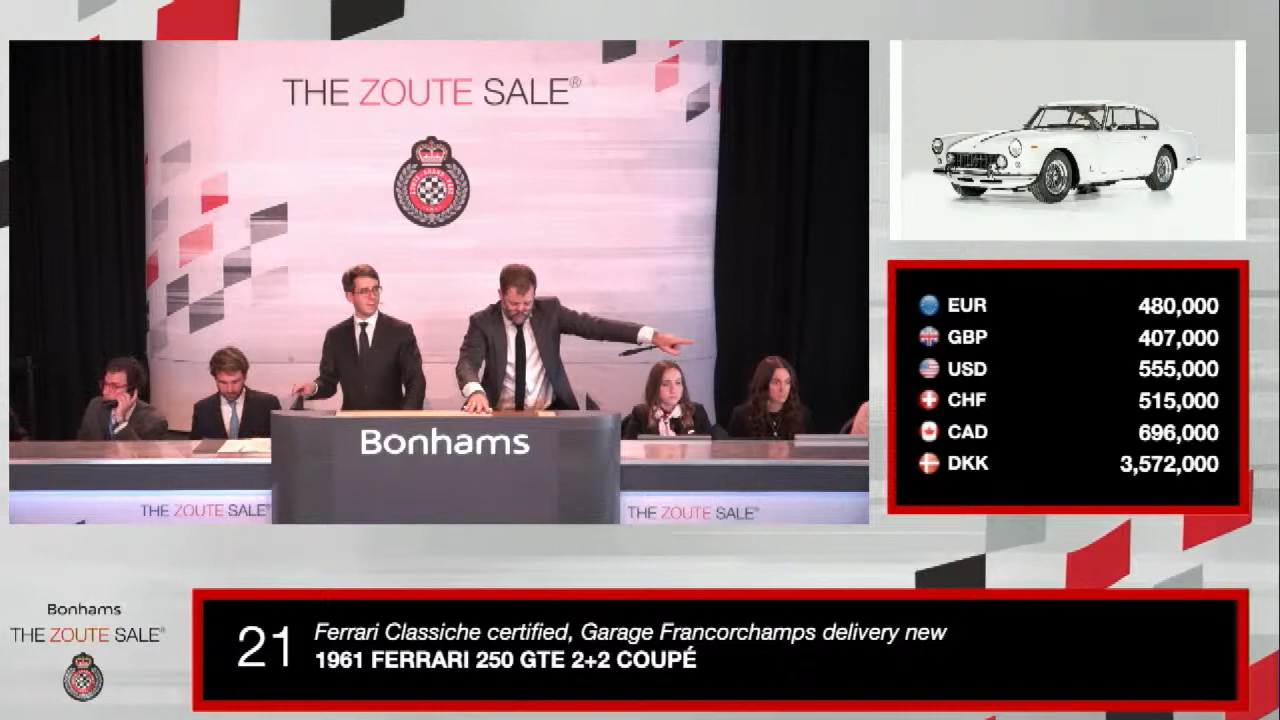 THE ZOUTE SALE®
Bonhams
THE ZOUTE SALE®
THE ZOUTE SALE®
EUR 480,000
GBP 407,000
USD 555,000
CHF 515,000
CAD 696,000
DKK 3,572,000
Bonhams
THE ZOUTE SALE®
21
Ferrari Classiche certified, Garage Francorchamps delivery new
1961 FERRARI 250 GTE 2+2 COUPÉ